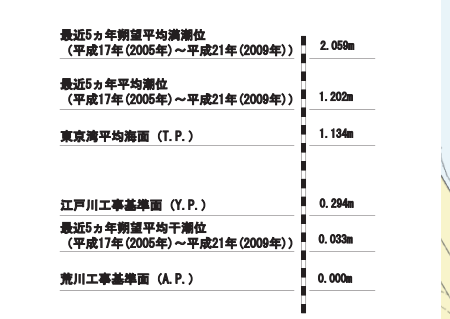 最近5ヵ年朔望平均満潮位
（平成17年(2005年)～平成21年(2009年)） 2.059m
最近5ヵ年平均潮位
（平成17年(2005年)～平成21年(2009年)） 1.202m
東京湾平均海面（T.P.） 1.134m
江戸川工事基準面（Y.P.） 0.294m
最近5ヵ年朔望平均干潮位
（平成17年(2005年)～平成21年(2009年)） 0.033m
荒川工事基準面（A.P.） 0.000m